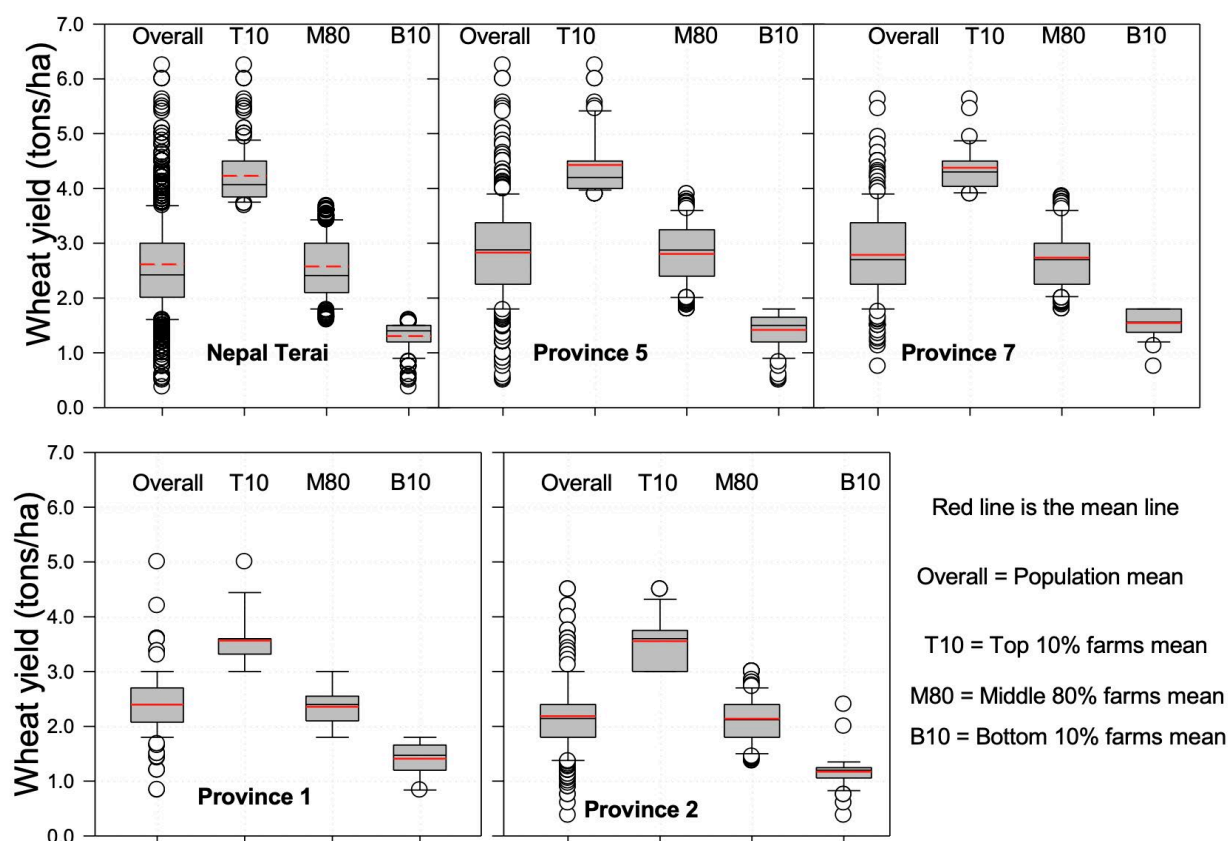 Wheat yield (tons/ha)
7.0
6.0
5.0
4.0
3.0
2.0
1.0
0.0
Overall T10 M80 B10
Nepal Terai
Overall T10 M80 B10
Province 5
Overall T10 M80 B10
Province 7
Wheat yield (tons/ha)
7.0
6.0
5.0
4.0
3.0
2.0
1.0
0.0
Overall T10 M80 B10
Province 1
Overall T10 M80 B10
Province 2
Red line is the mean line
Overall = Population mean
T10 = Top 10% farms mean
M80 = Middle 80% farms mean
B10 = Bottom 10% farms mean